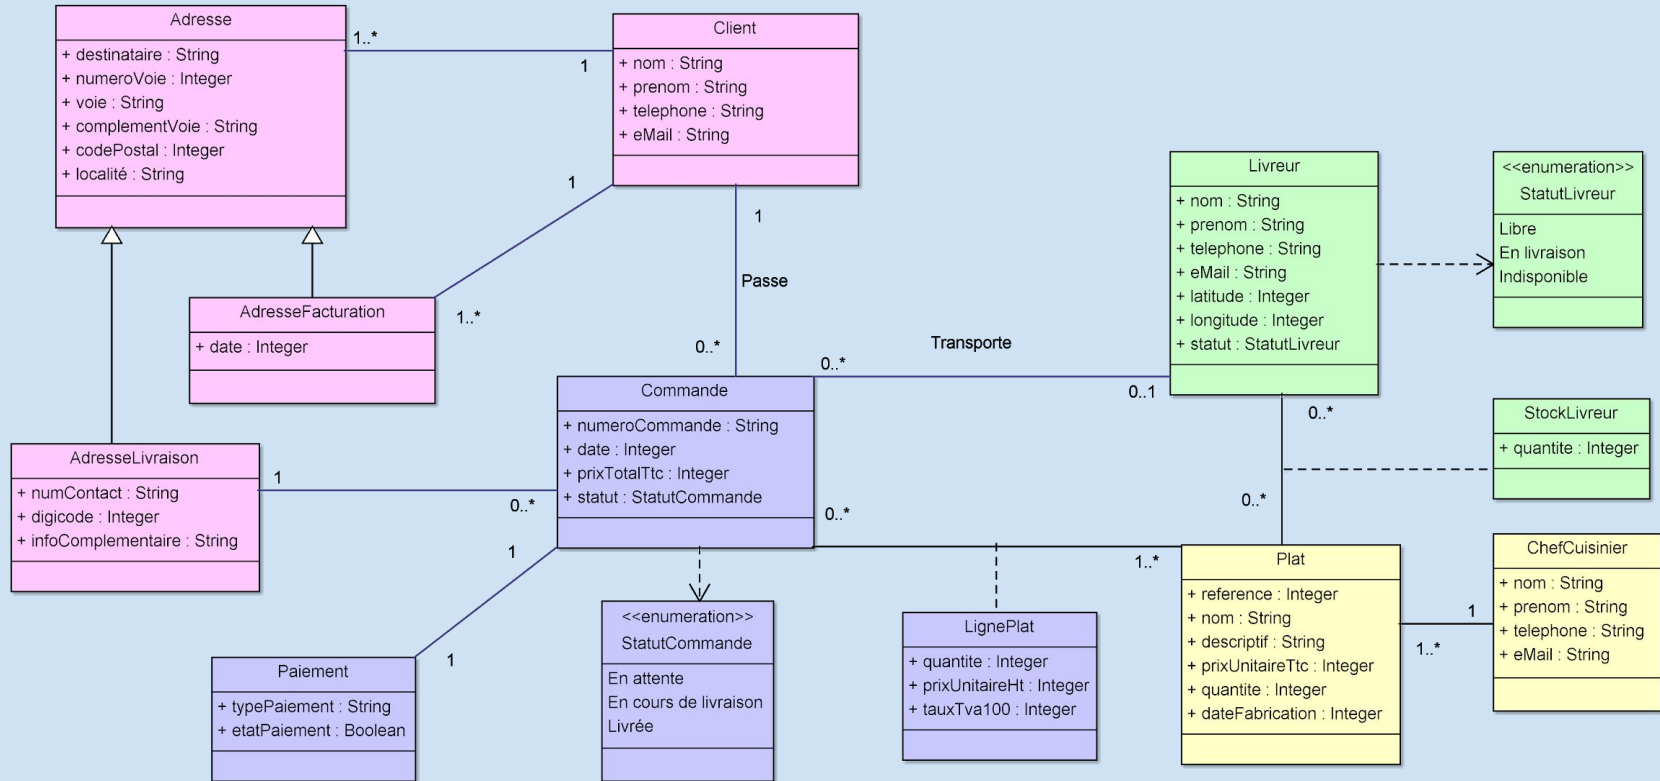 Adresse
+ destinataire : String
+ numeroVoie : Integer
+ voie : String
+ complementVoie : String
+ codePostal : Integer
+ localité : String
1..*
1
Client
+ nom : String
+ prenom : String
+ telephone : String
+ eMail : String
1
1..*
1
Passe
0..*
AdresseFacturation
+ date : Integer
AdresseLivraison
+ numContact : String
+ digicode : Integer
+ infoComplementaire : String
1
0..*
Commande
+ numeroCommande : String
+ date : Integer
+ prixTotalTtc : Integer
+ statut : StatutCommande
0..*
Transporte
0..1
Livreur
+ nom : String
+ prenom : String
+ telephone : String
+ eMail : String
+ latitude : Integer
+ longitude : Integer
+ statut : StatutLivreur
<<enumeration>>
StatutLivreur
Libre
En livraison
Indisponible
0..*
0..*
StockLivreur
+ quantite : Integer
0..*
1..*
1
1
Paiement
+ typePaiement : String
+ etatPaiement : Boolean
<<enumeration>>
StatutCommande
En attente
En cours de livraison
Livrée
LignePlat
+ quantite : Integer
+ prixUnitaireHt : Integer
+ tauxTva100 : Integer
Plat
+ reference : Integer
+ nom : String
+ descriptif : String
+ prixUnitaireTtc : Integer
+ quantite : Integer
+ dateFabrication : Integer
1
1..*
ChefCuisinier
+ nom : String
+ prenom : String
+ telephone : String
+ eMail : String